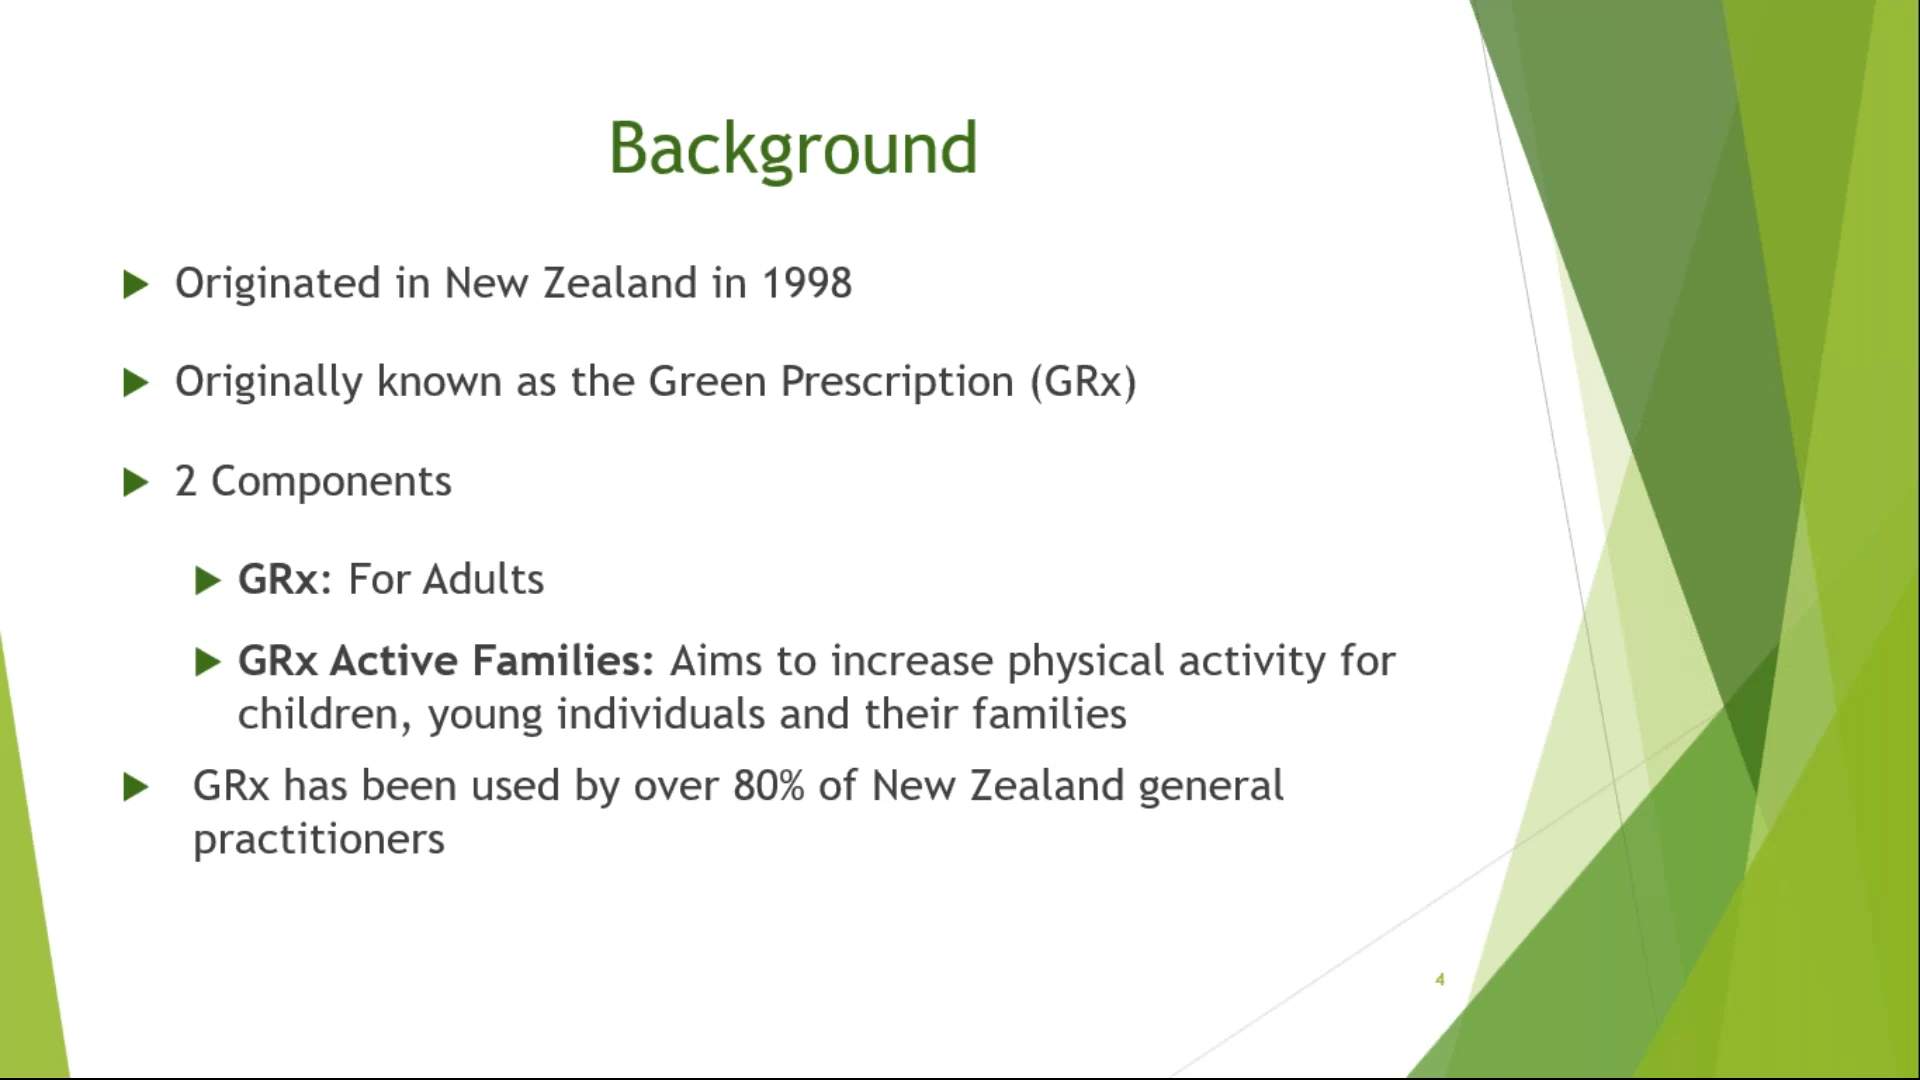 Background
Originated in New Zealand in 1998
Originally known as the Green Prescription (GRx)
2 Components
GRx: For Adults
GRx Active Families: Aims to increase physical activity for
children, young individuals and their families
GRx has been used by over 80% of New Zealand general
practitioners
4